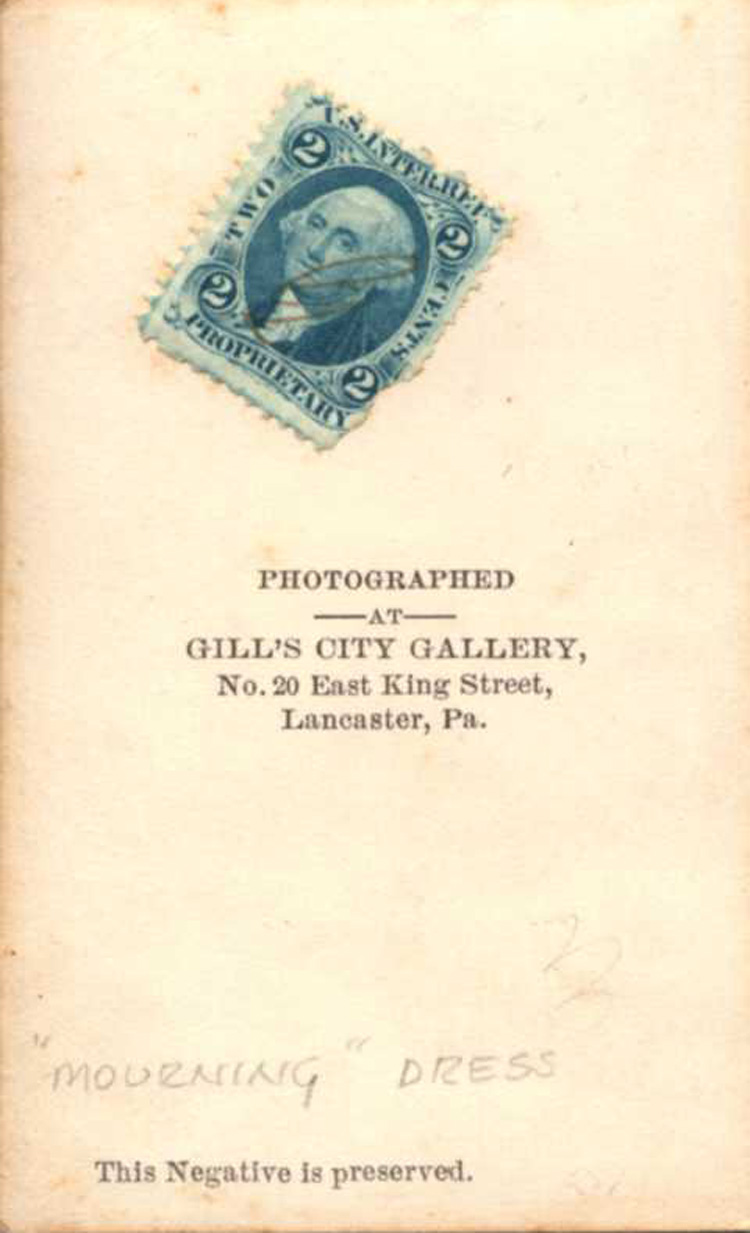 U.S. INTER. REV.
2 2
TWO CENTS
2 2
PROPRIETARY
PHOTOGRAPHED
AT
GILL'S CITY GALLERY,
No. 20 East King Street,
Lancaster, Pa.
"MOURNING" DRESS
This Negative is preserved.